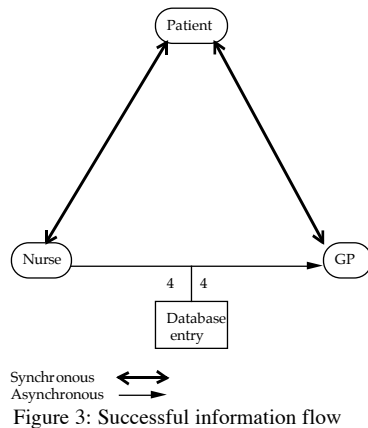 Patient
Nurse
GP
4 4
Database
entry
Synchronous
Asynchronous
Figure 3: Successful information flow